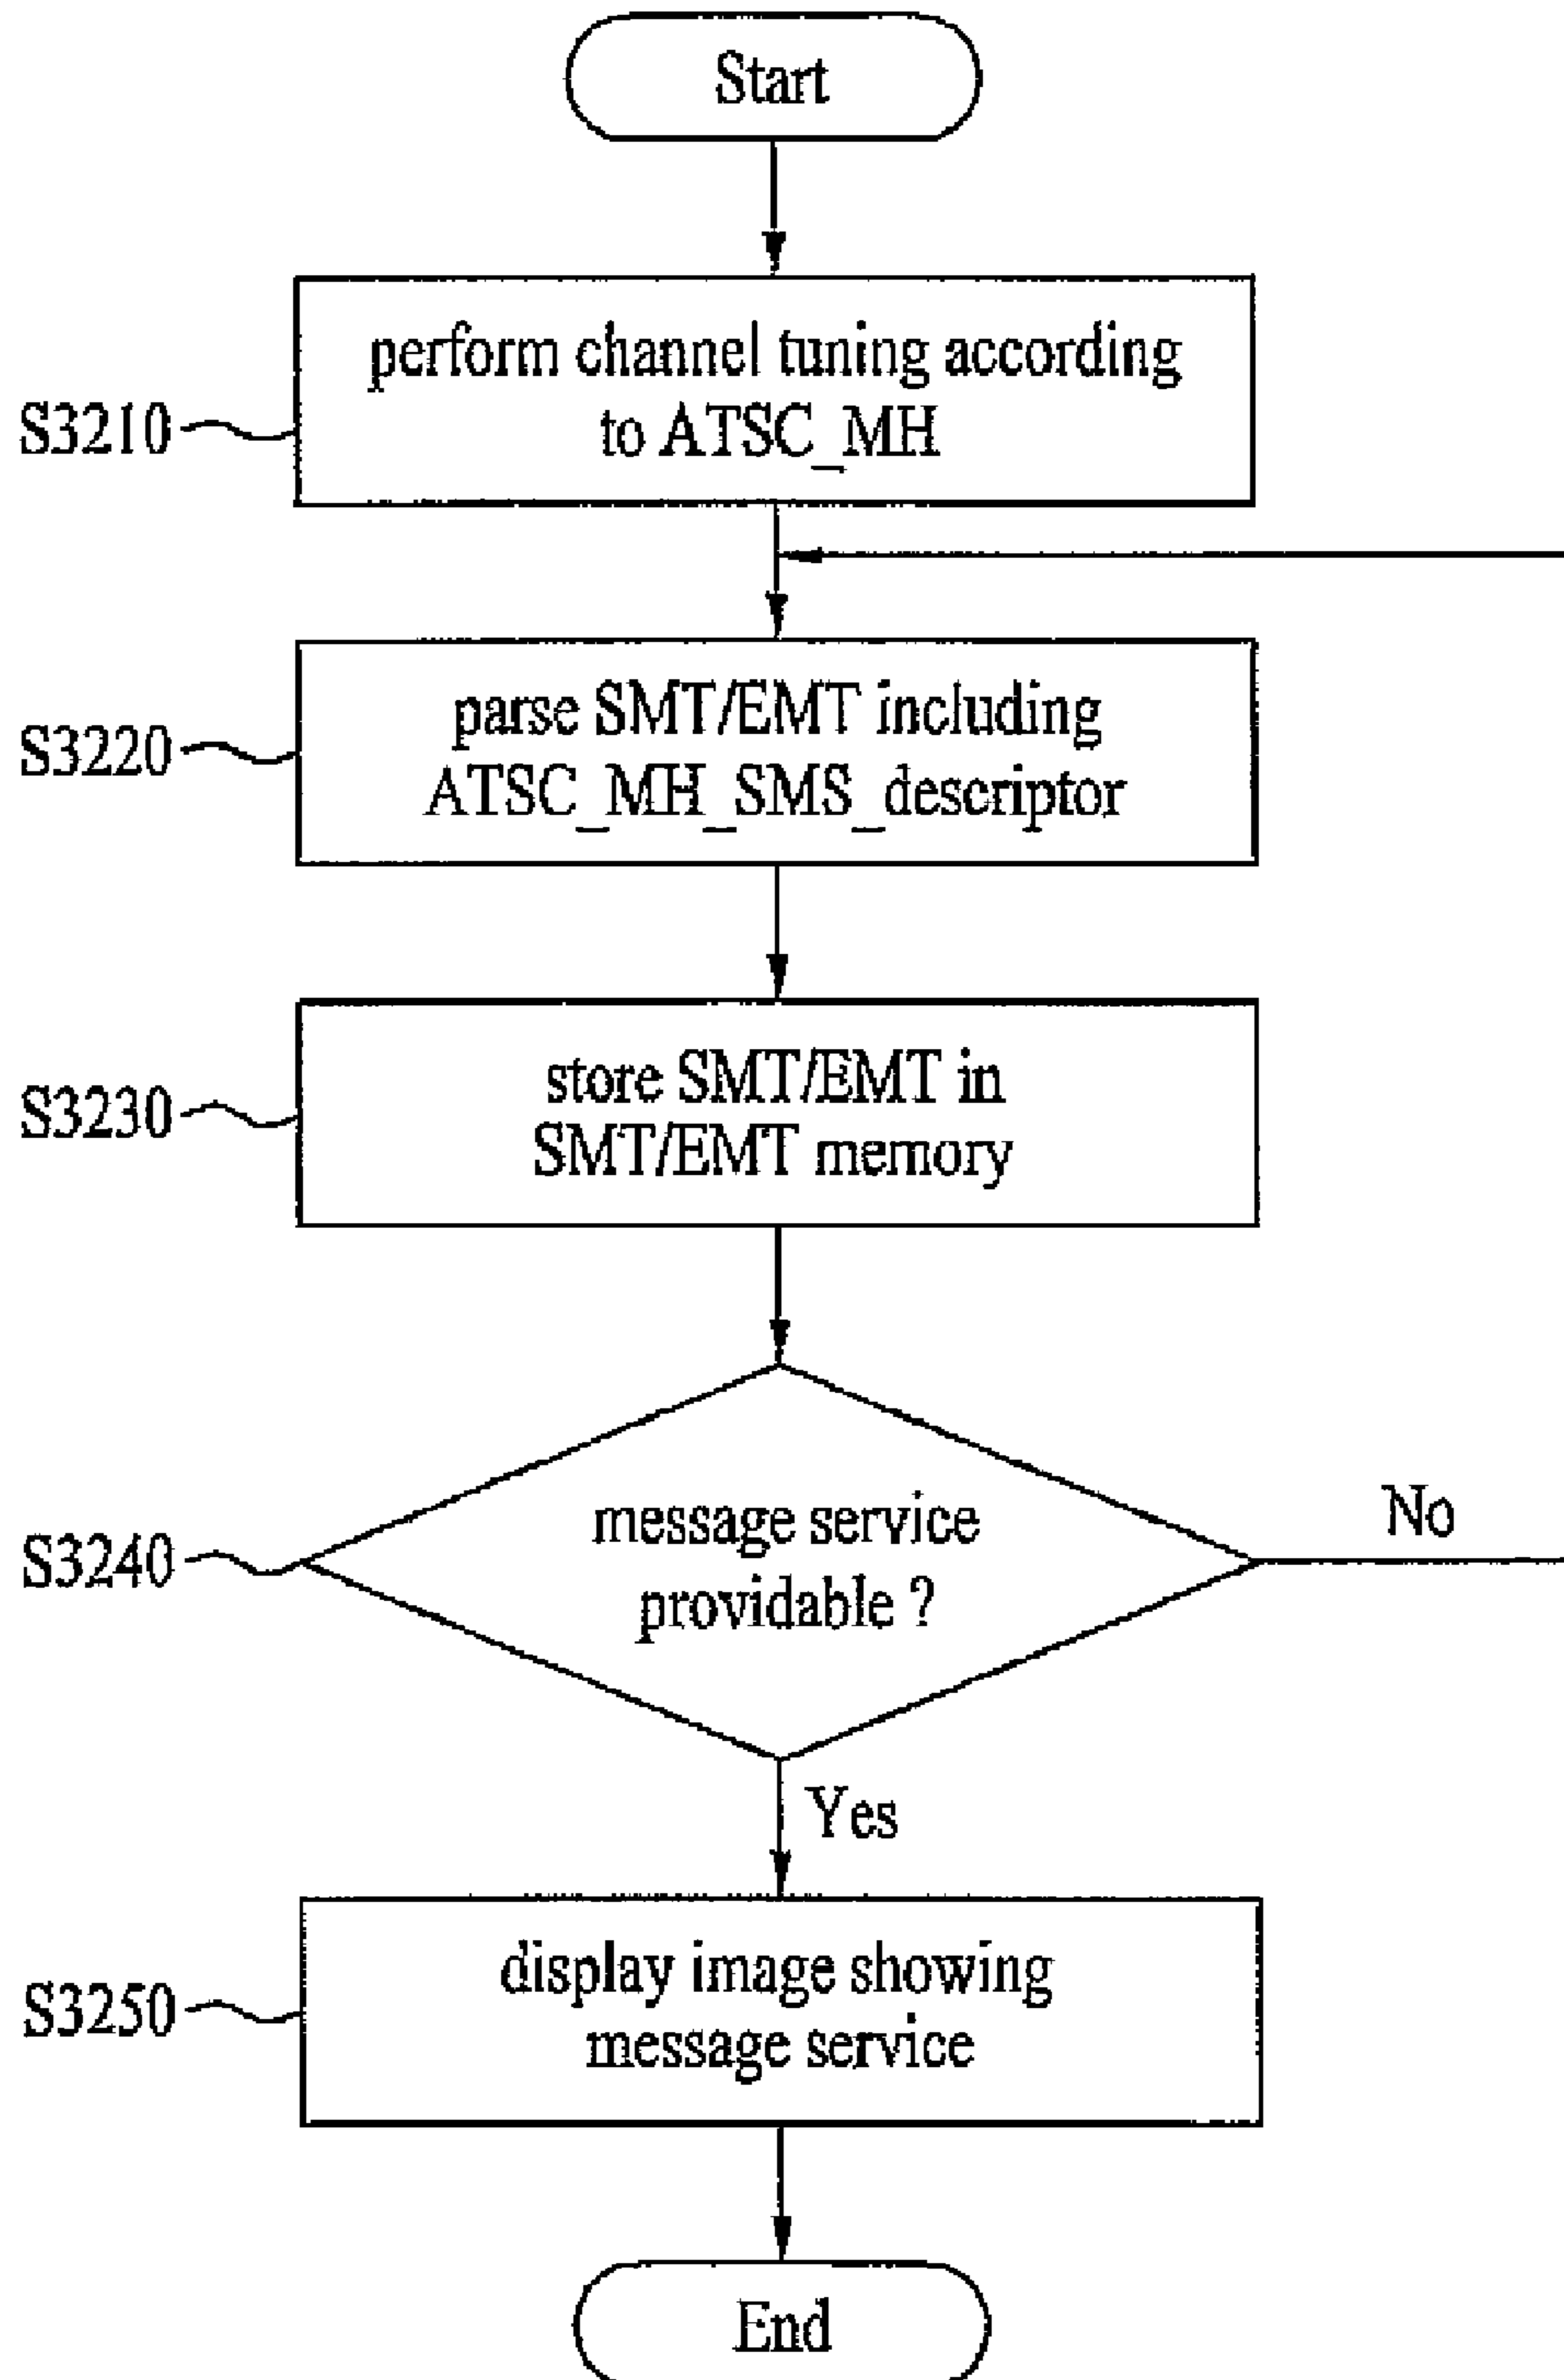 Start
perform channel tuning according
to ATSC_MH
S3210
parse SMT/EMT including
ATSC_MH_SMS_descriptor
S3220
store SMT/EMT in
SMT/EMT memory
S3230
message service
providable ?
S3240
No
Yes
display image showing
message service
S3250
End